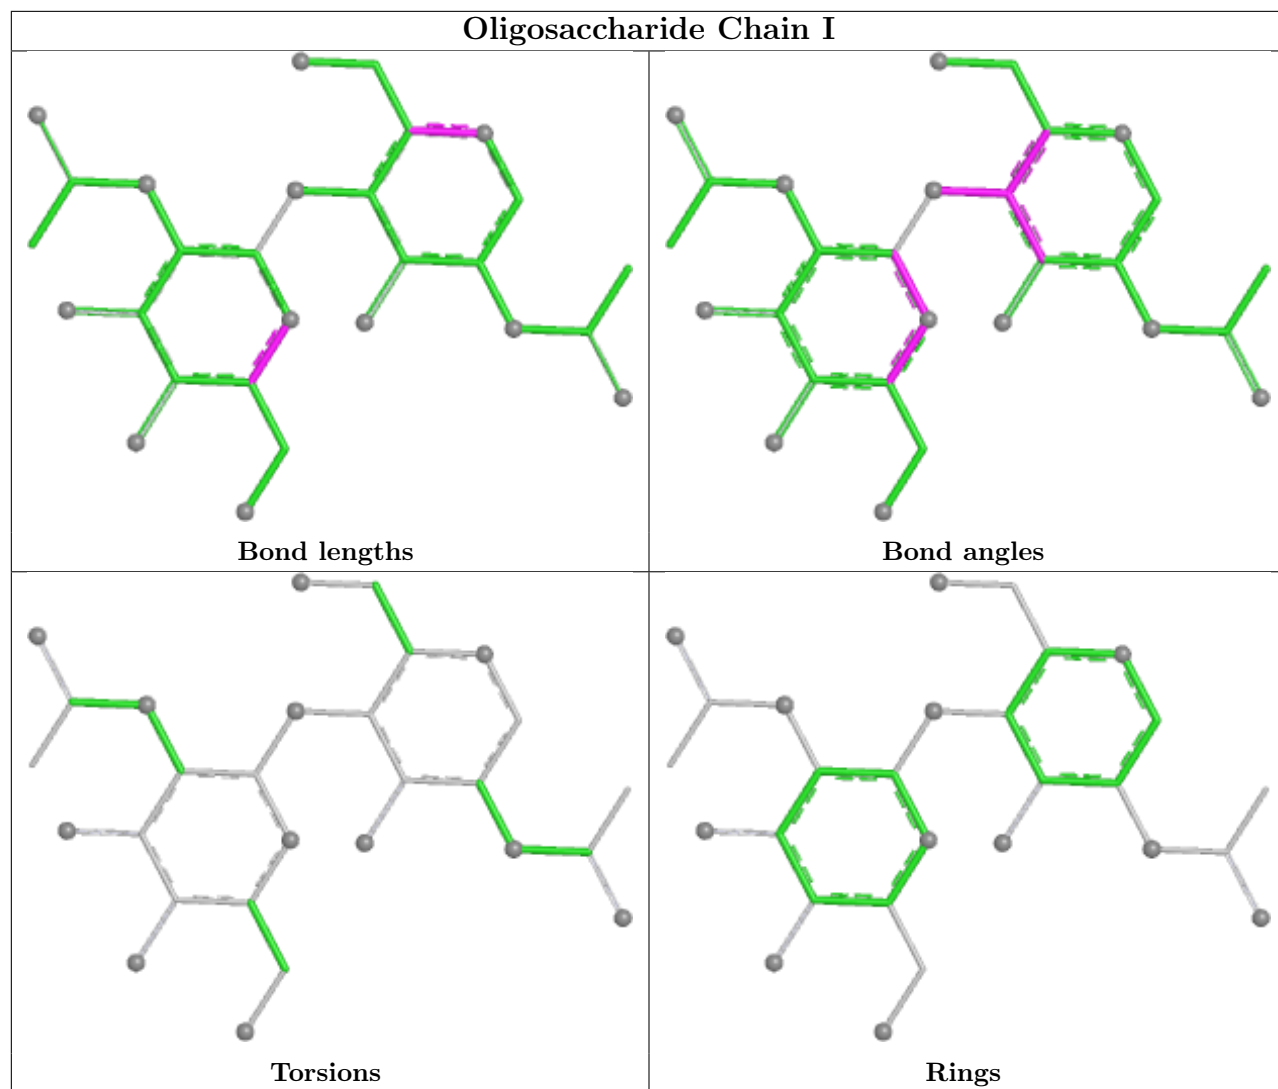 Oligosaccharide Chain I
Bond lengths
Bond angles
Torsions
Rings